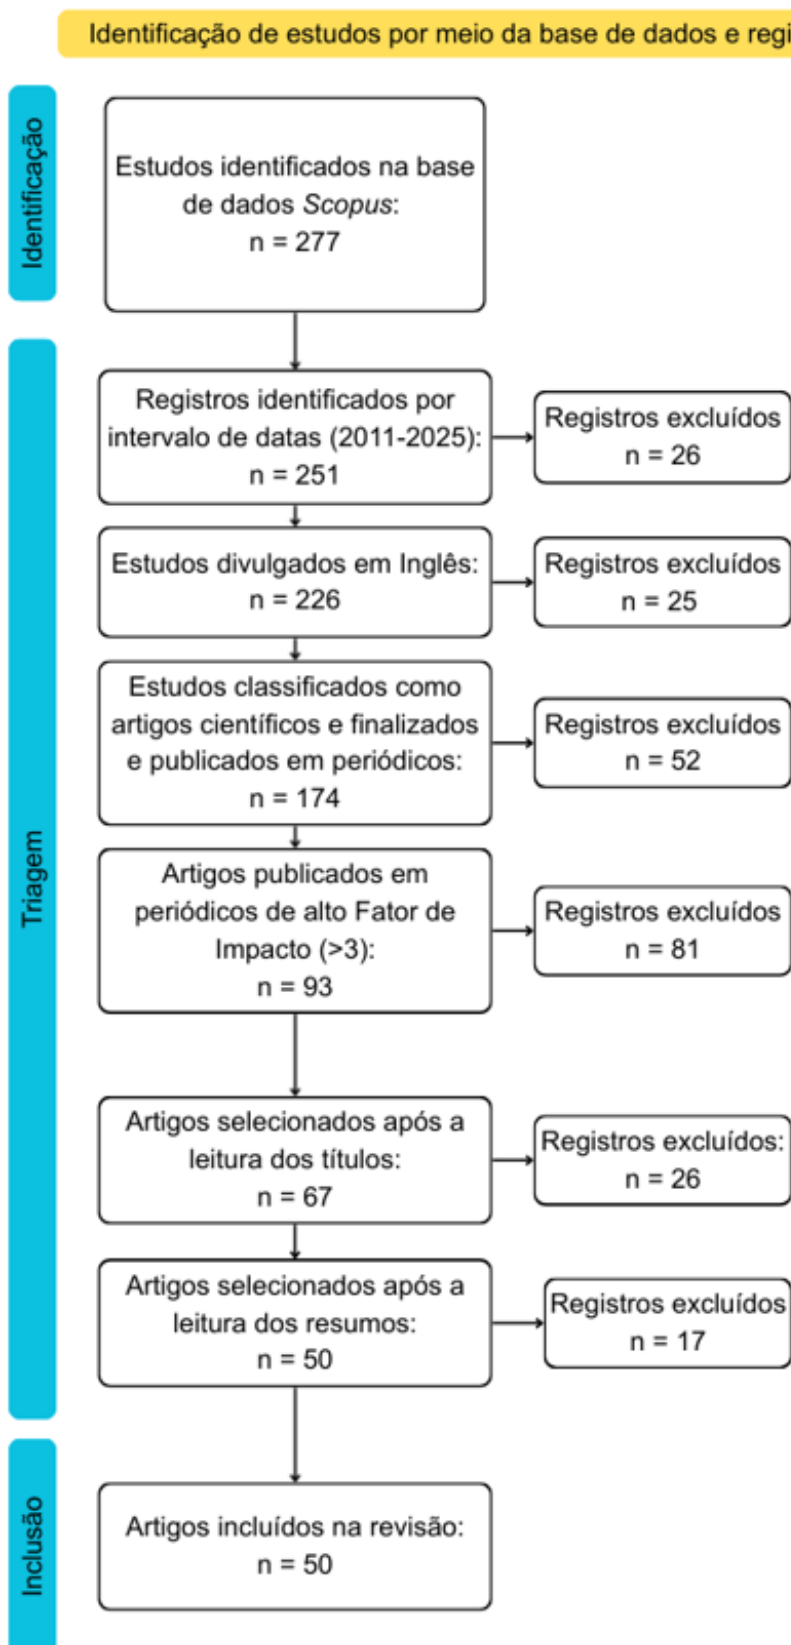 Identificação de estudos por meio da base de dados e regi
Identificação
Estudos identificados na base
de dados Scopus:
n = 277
Triagem
Registros identificados por
intervalo de datas (2011-2025):
n = 251
Registros excluídos
n = 26
Estudos divulgados em Inglês:
n = 226
Registros excluídos
n = 25
Estudos classificados como
artigos científicos e finalizados
e publicados em periódicos:
n = 174
Registros excluídos
n = 52
Artigos publicados em
periódicos de alto Fator de
Impacto (>3):
n = 93
Registros excluídos
n = 81
Artigos selecionados após a
leitura dos títulos:
n = 67
Registros excluídos:
n = 26
Artigos selecionados após a
leitura dos resumos:
n = 50
Registros excluídos
n = 17
Inclusão
Artigos incluídos na revisão:
n = 50